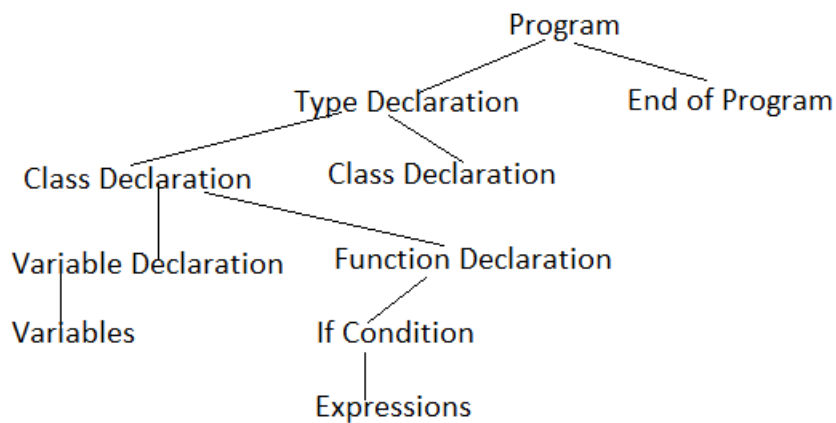 Program
Type Declaration
End of Program
Class Declaration
Class Declaration
Variable Declaration
Function Declaration
Variables
If Condition
Expressions